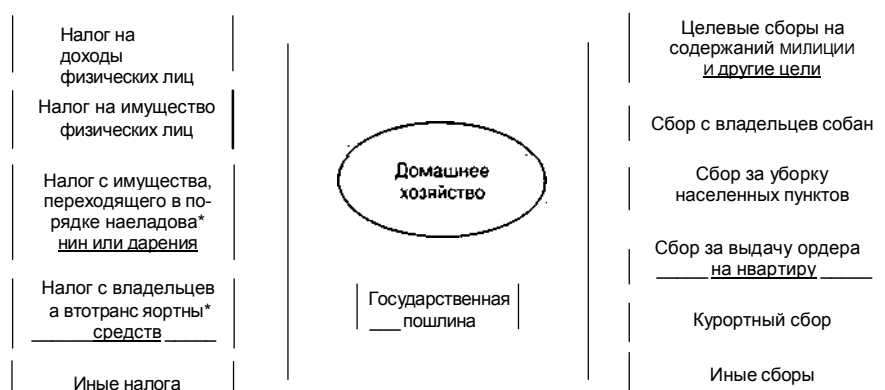 Налог на
доходы
физических лиц
Налог на имущество
физических лиц
Налог с имущества,
переходящего в по-
рядке наеладова*
нин или дарения
Налог с владельцев
а втотранс яортны*
средств
Иные налога
Домашнее
хозяйство
Государственная
пошлина
Целевые сборы на
содержаний милиции
и другие цели
Сбор с владельцев собан
Сбор за уборку
населенных пунктов
Сбор за выдачу ордера
на нвартиру
Курортный сбор
Иные сборы